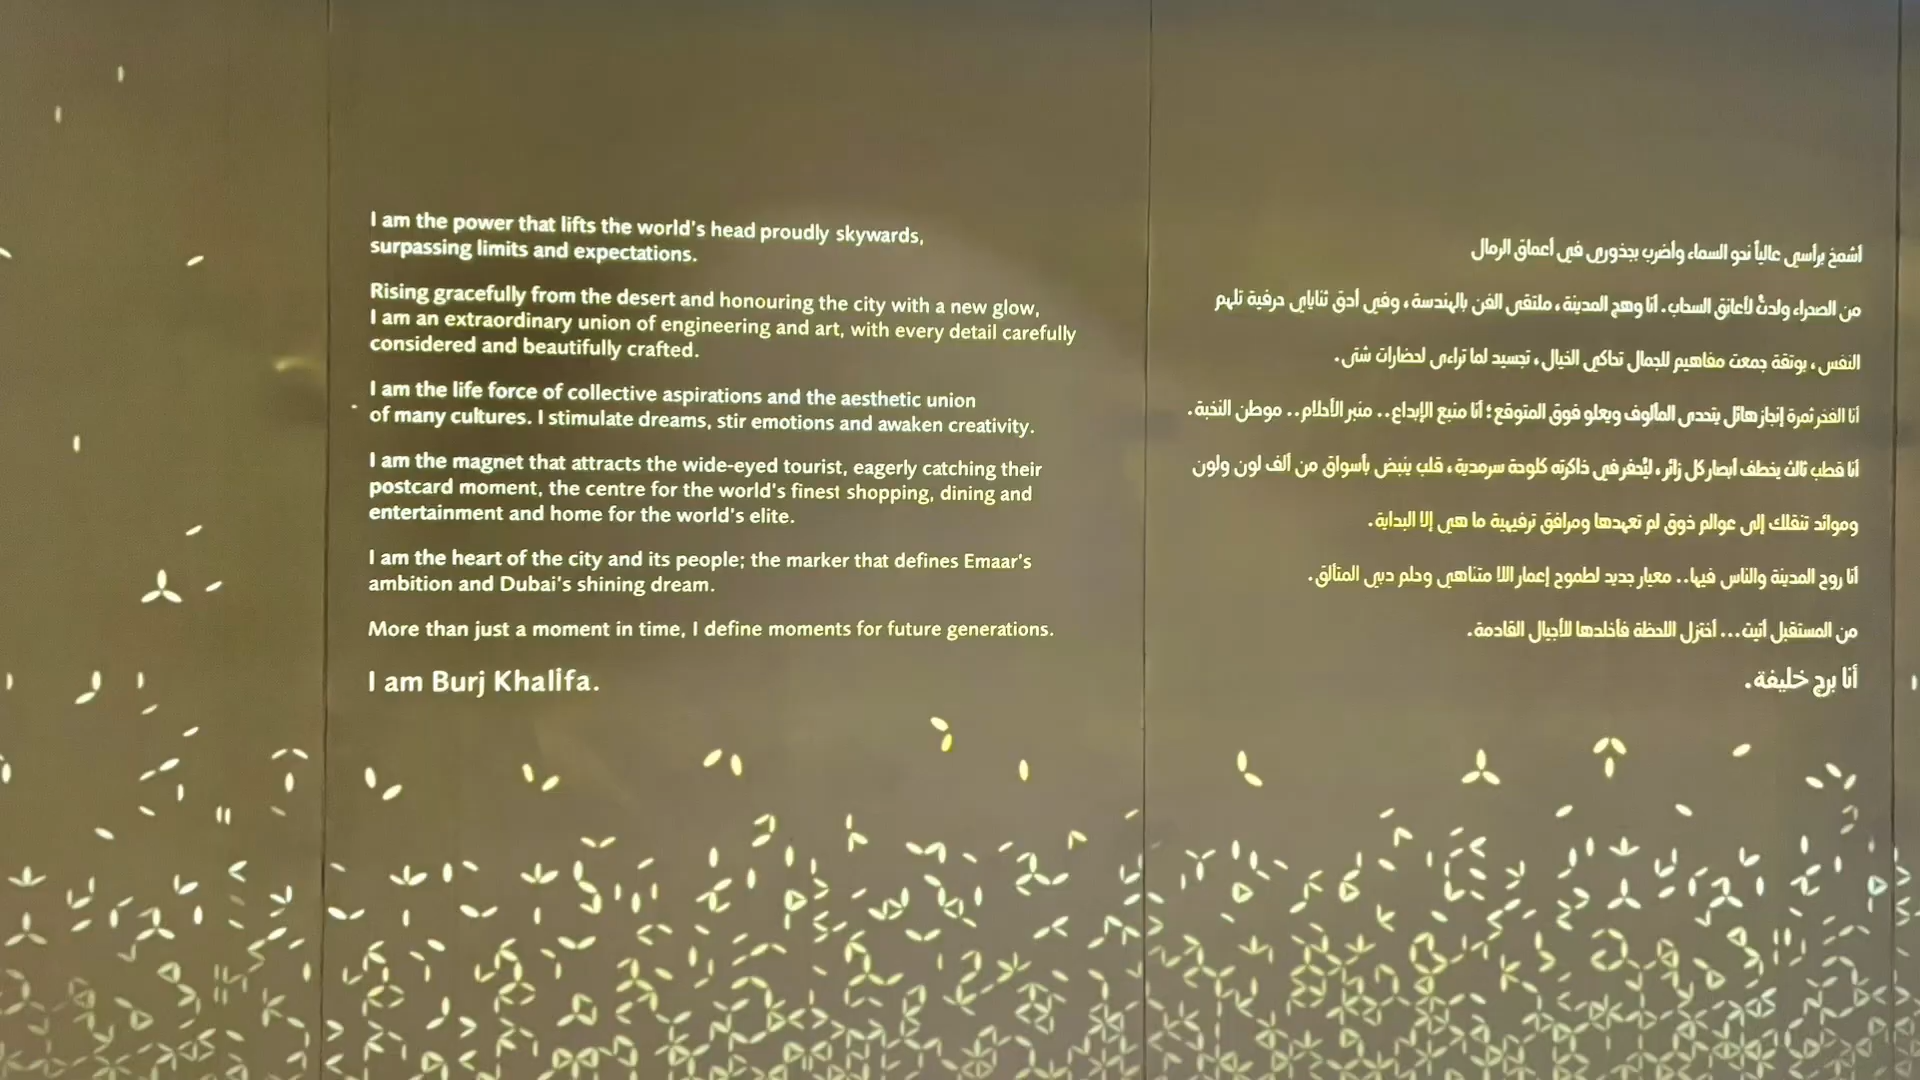 I am the power that lifts the world's head proudly skywards,
surpassing limits and expectations.
Rising gracefully from the desert and honouring the city with a new glow,
I am an extraordinary union of engineering and art, with every detail carefully
considered and beautifully crafted.
I am the life force of collective aspirations and the aesthetic union
of many cultures. I stimulate dreams, stir emotions and awaken creativity.
I am the magnet that attracts the wide-eyed tourist, eagerly catching their
postcard moment, the centre for the world's finest shopping, dining and
entertainment and home for the world's elite.
I am the heart of the city and its people; the marker that defines Emaar's
ambition and Dubai's shining dream.
More than just a moment in time, I define moments for future generations.
I am Burj Khalifa.
أشمخ برأسي عالياً نحو السماء وأضرب بجذوري في أعماق الرمال
من الصحراء ولدتُ لأعانق السحاب. أنا وهج المدينة، ملتقى الفن بالهندسة، وفي أدق ثناياي حرفية تلهم
النفس، بوتقة جمعت مفاهيم للجمال تحاكي الخيال، تجسيد لما تراءى لحضارات شتى.
أنا الفخر ثمرة إنجاز هائل يتحدى المألوف ويعلو فوق المتوقع؛ أنا منبع الإبداع.. منبر الأحلام.. موطن النخبة.
أنا قطب ثالث يخطف أبصار كل زائر، ليُحفر في ذاكرته كلوحة سرمدية، قلب ينبض بأسواق من ألف لون ولون
وموائد تنقلك إلى عوالم ذوق لم تعهدها ومرافق ترفيهية ما هي إلا البداية.
أنا روح المدينة والناس فيها.. معيار جديد لطموح إعمار اللا متناهي وحلم دبي المتألق.
من المستقبل أتيت... أختزل اللحظة فأخلدها للأجيال القادمة.
أنا برج خليفة.